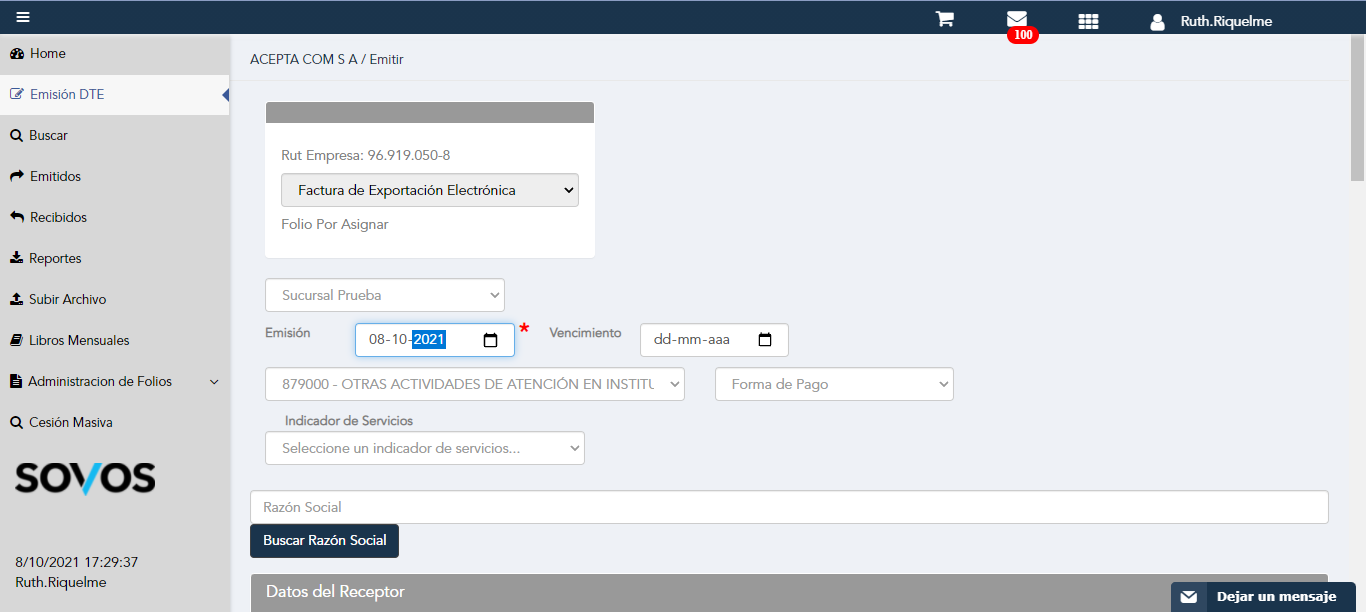 Ruth.Riquelme
100
Home
Emisión DTE
Buscar
Emitidos
Recibidos
Reportes
Subir Archivo
Libros Mensuales
Administracion de Folios
Cesión Masiva
SOVOS
8/10/2021 17:29:37
Ruth.Riquelme
ACEPTA COM S A / Emitir
Rut Empresa: 96.919.050-8
Factura de Exportación Electrónica
Folio Por Asignar
Sucursal Prueba
Emisión 08-10-2021 * Vencimiento dd-mm-aaa
879000 - OTRAS ACTIVIDADES DE ATENCIÓN EN INSTITU Forma de Pago
Indicador de Servicios
Seleccione un indicador de servicios...
Razón Social
Buscar Razón Social
Datos del Receptor
Dejar un mensaje